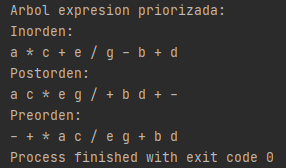 Arbol expresion priorizada:
Inorden:
a * c + e / g - b + d
Postorden:
a c * e g / + b d + -
Preorden:
- + * a c / e g + b d
Process finished with exit code 0